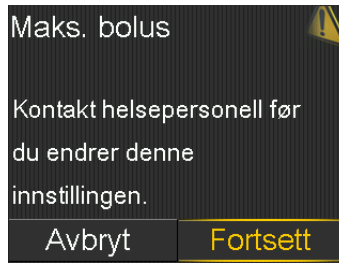 Maks. bolus
Kontakt helsepersonell før
du endrer denne
innstillingen.
Avbryt Fortsett